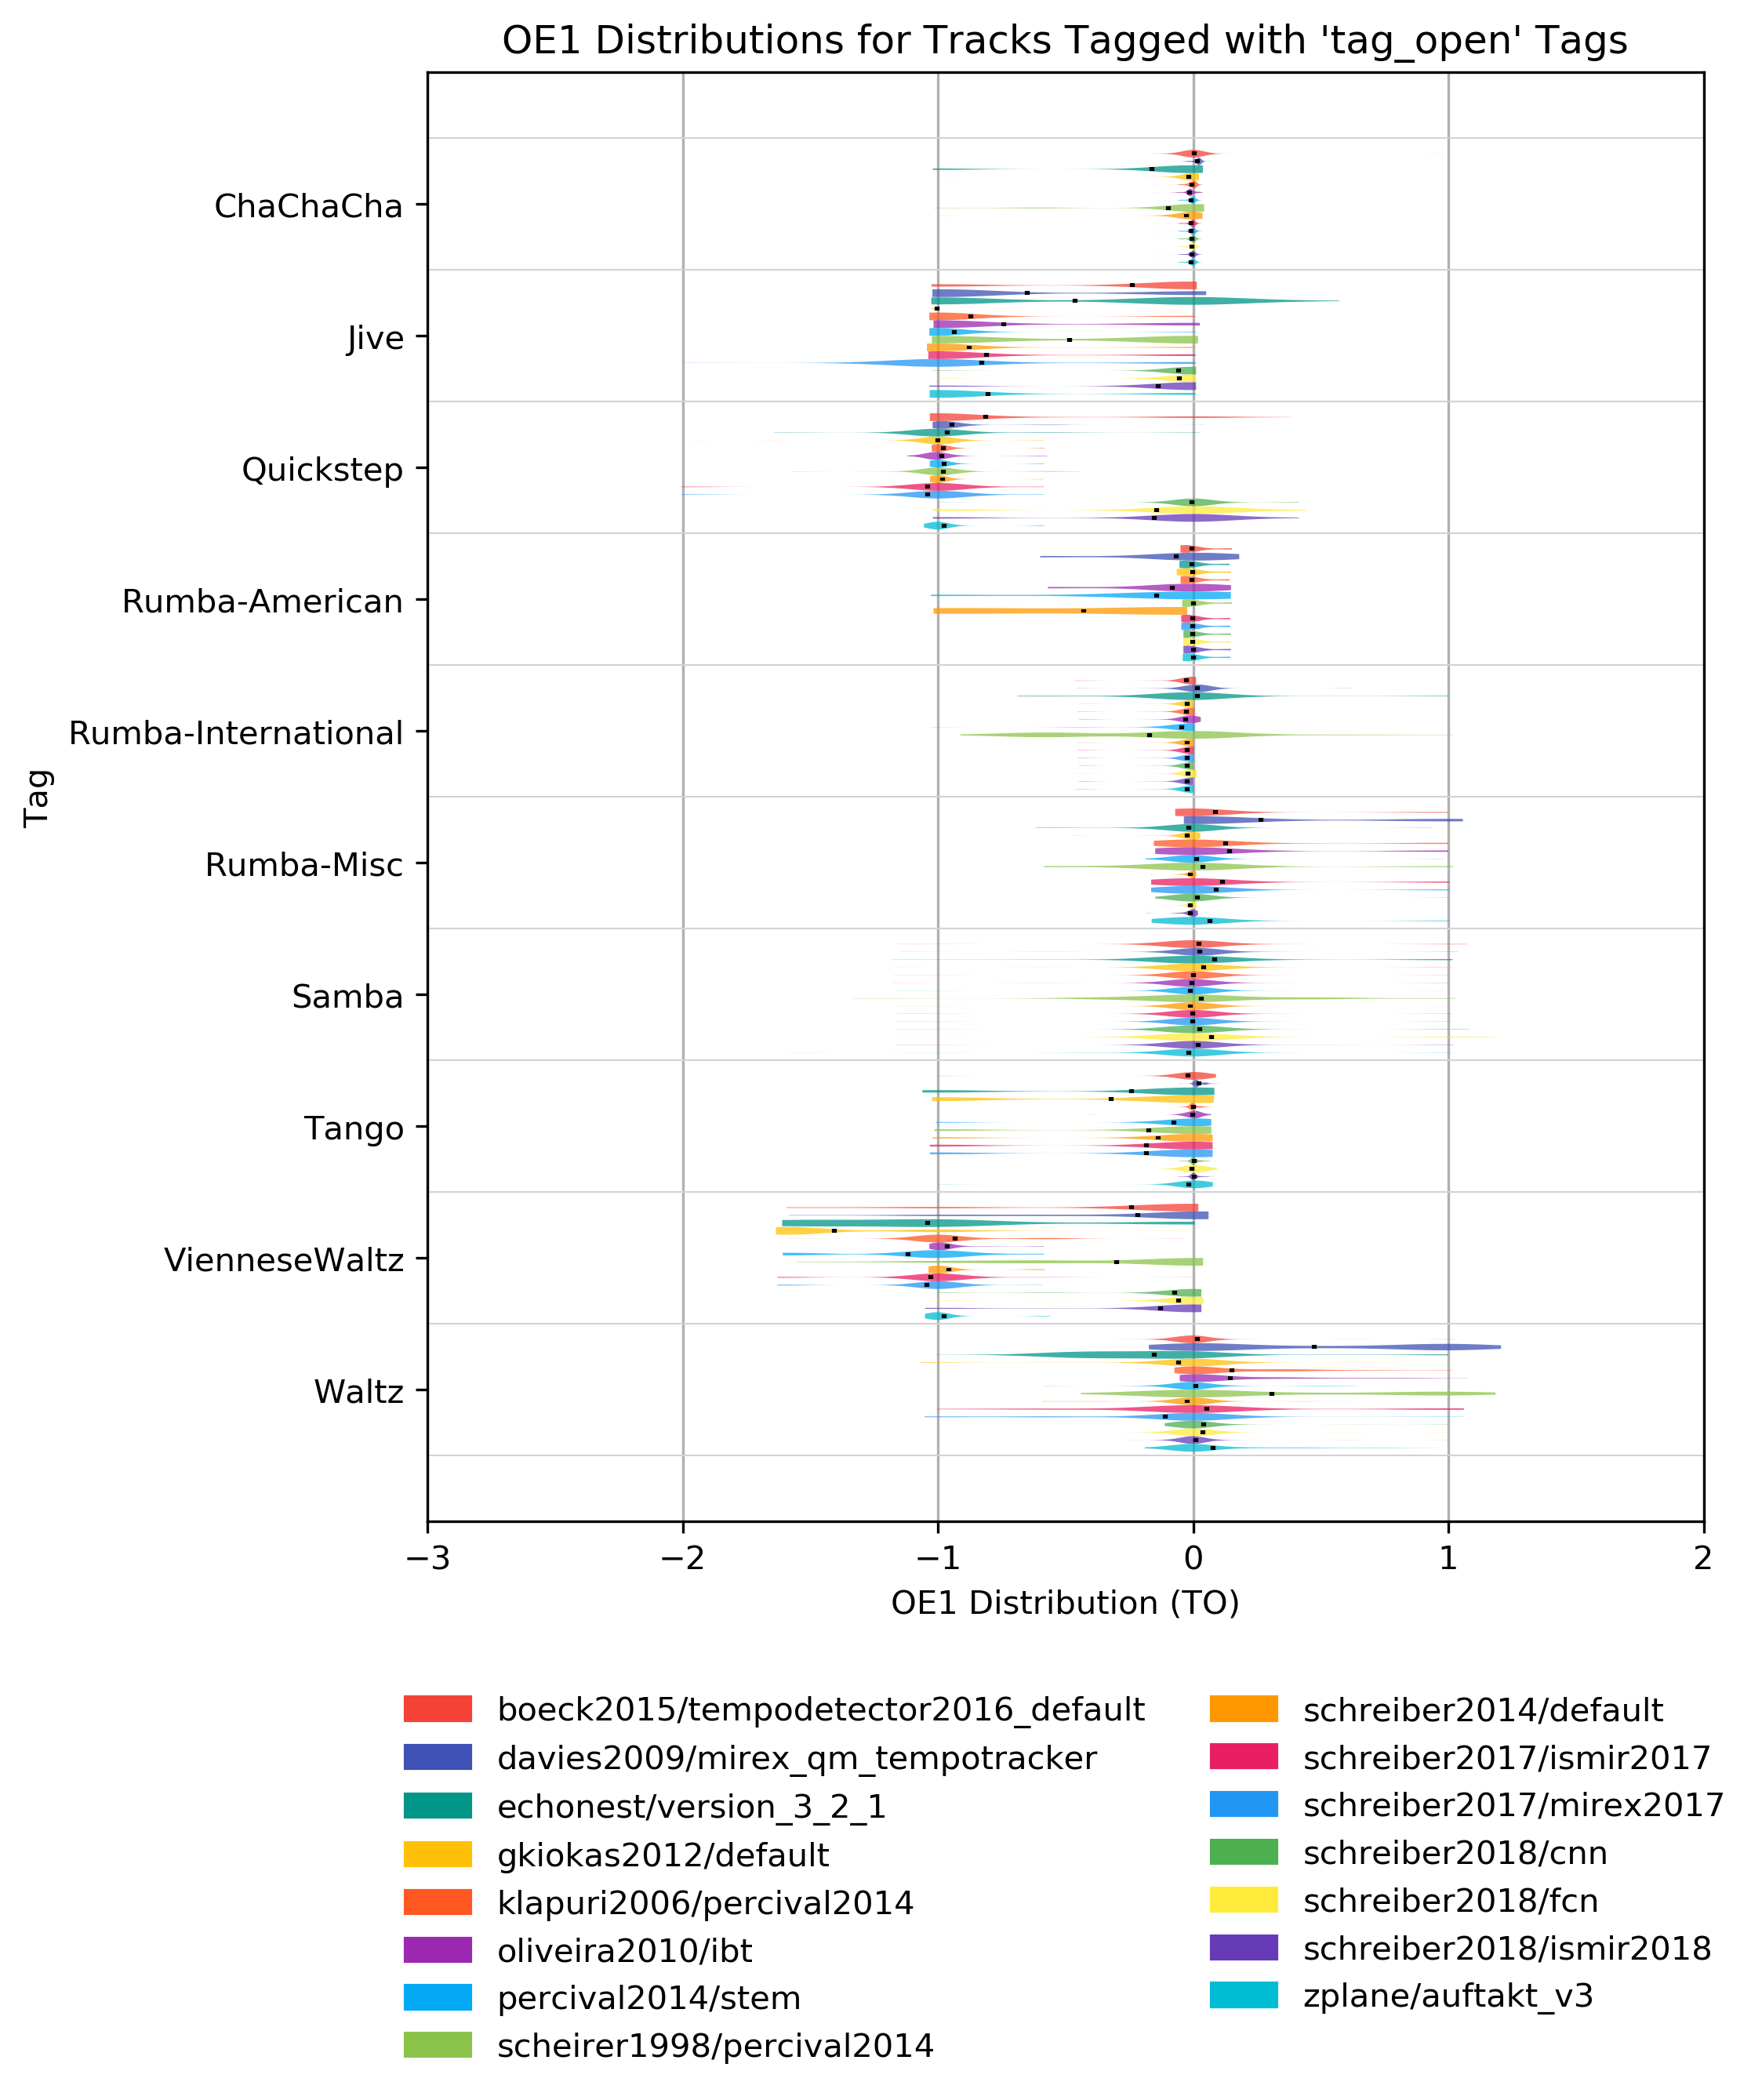 OE1 Distributions for Tracks Tagged with 'tag_open' Tags
ChaChaCha
Jive
Quickstep
Rumba-American
Rumba-International
Tag
Rumba-Misc
Samba
Tango
VienneseWaltz
Waltz
−3 −2 −1 0 1 2
OE1 Distribution (TO)
boeck2015/tempodetector2016_default
davies2009/mirex_qm_tempotracker
echonest/version_3_2_1
gkiokas2012/default
klapuri2006/percival2014
oliveira2010/ibt
percival2014/stem
scheirer1998/percival2014
schreiber2014/default
schreiber2017/ismir2017
schreiber2017/mirex2017
schreiber2018/cnn
schreiber2018/fcn
schreiber2018/ismir2018
zplane/auftakt_v3